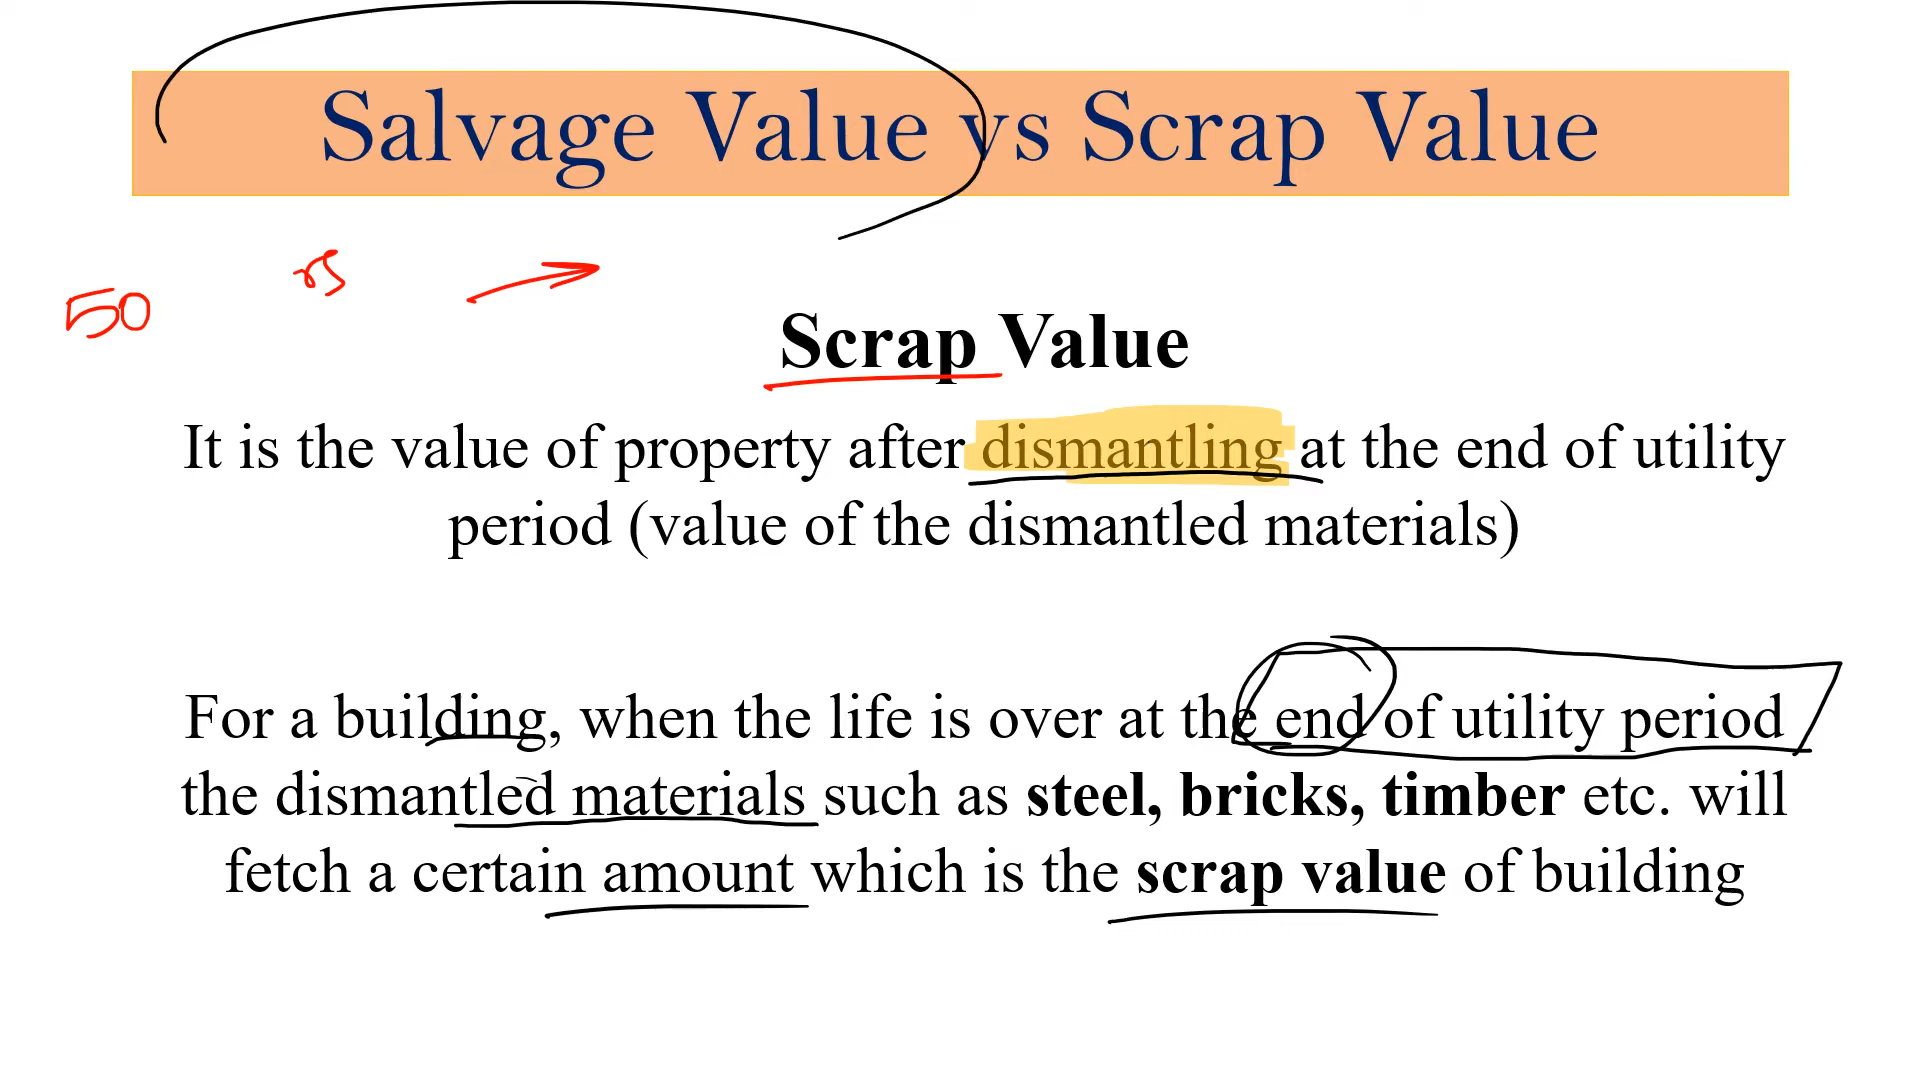 Salvage Value vs Scrap Value
50
Scrap Value
It is the value of property after dismantling at the end of utility
period (value of the dismantled materials)
For a building, when the life is over at the end of utility period
the dismantled materials such as steel, bricks, timber etc. will
fetch a certain amount which is the scrap value of building